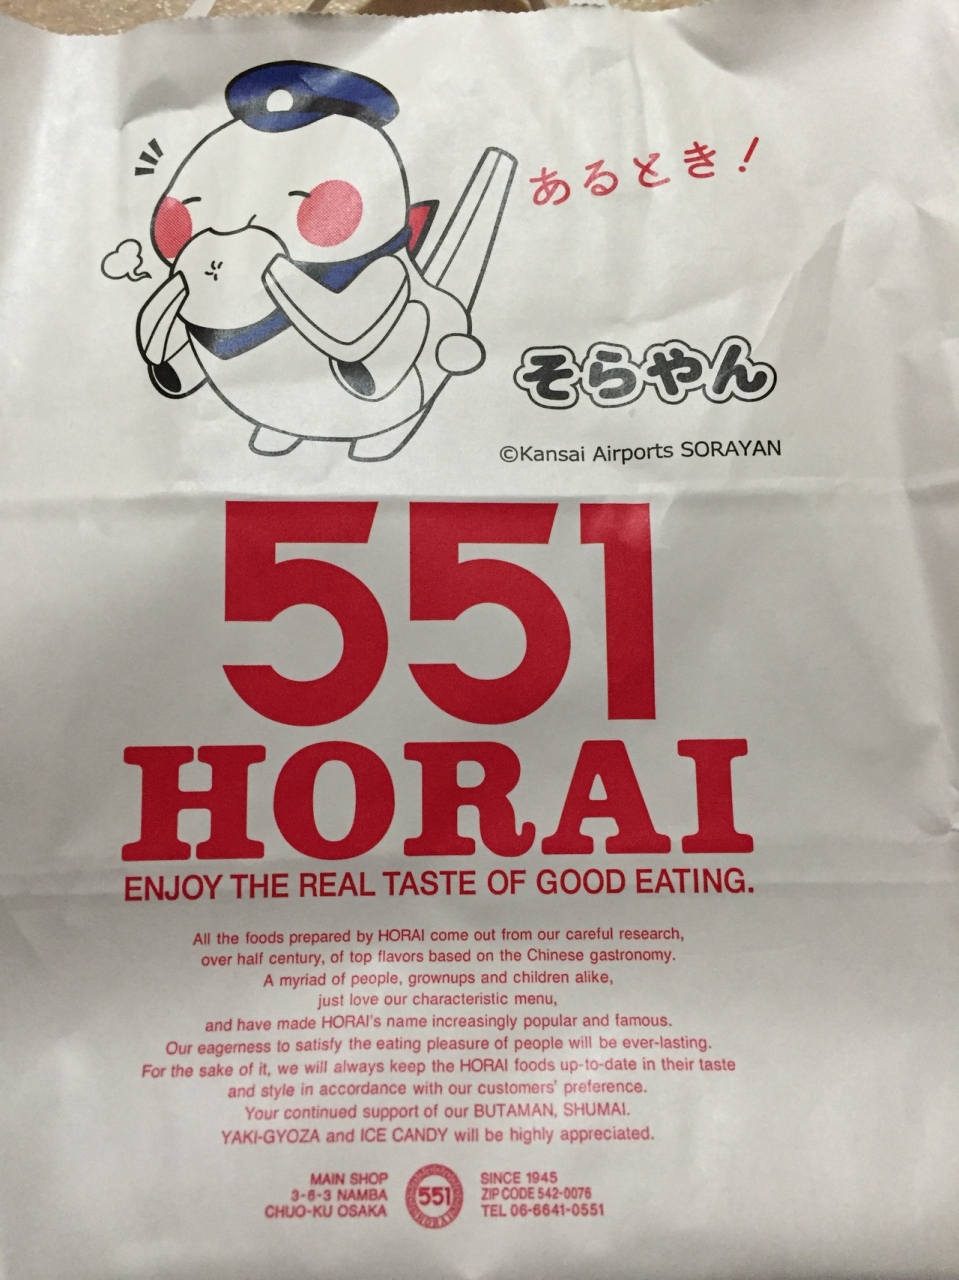 あるとき!
そらやん
©Kansai Airports SORAYAN
551
HORAI
ENJOY THE REAL TASTE OF GOOD EATING.
All the foods prepared by HORAI come out from our careful research,
over half century, of top flavors based on the Chinese gastronomy.
A myriad of people, grownups and children alike,
just love our characteristic menu,
and have made HORAI's name increasingly popular and famous.
Our eagerness to satisfy the eating pleasure of people will be ever-lasting.
For the sake of it, we will always keep the HORAI foods up-to-date in their taste
and style in accordance with our customers' preference.
Your continued support of our BUTAMAN, SHUMAI.
YAKI-GYOZA and ICE CANDY will be highly appreciated.
MAIN SHOP
3-6-3 NAMBA
CHUO-KU OSAKA
551
HORAI
SINCE 1945
ZIP CODE 542-0076
TEL 06-6641-0551